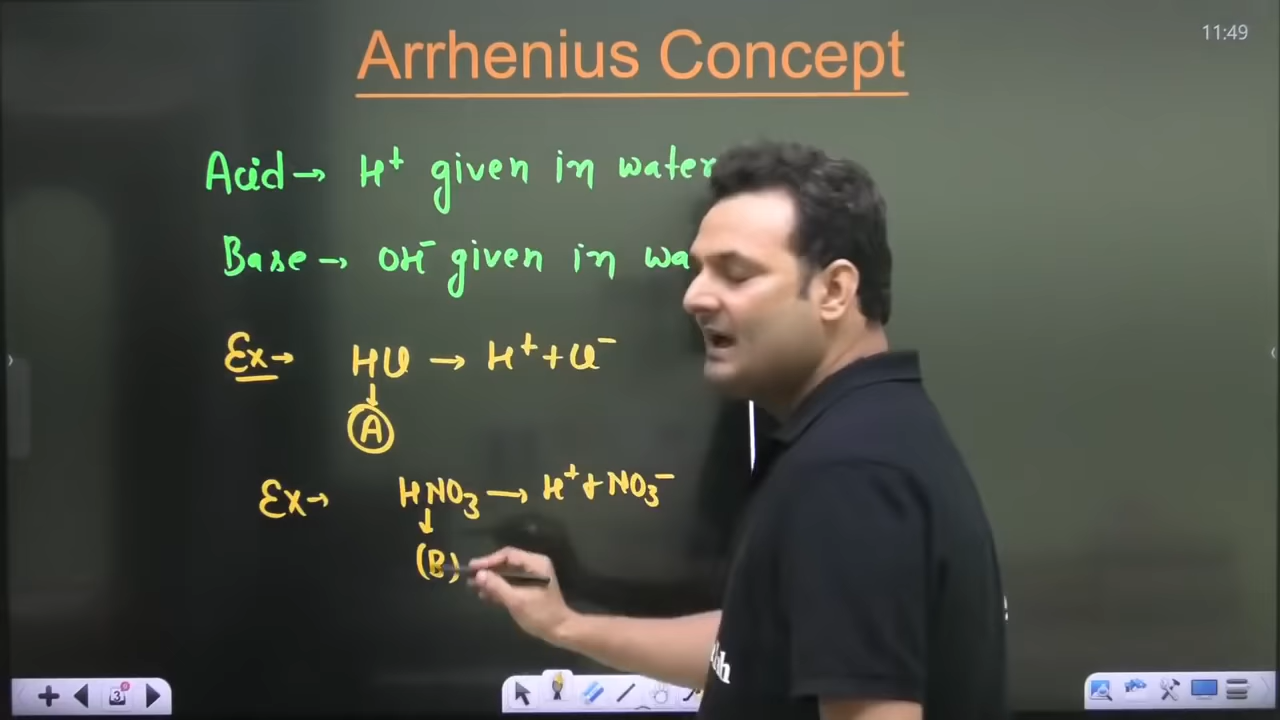 11:49
Arrhenius Concept
Acid → H⁺ given in water
Base → OH⁻ given in wa
Ex → HCl → H⁺ + Cl⁻
A
Ex → HNO₃ → H⁺ + NO₃⁻
(B)